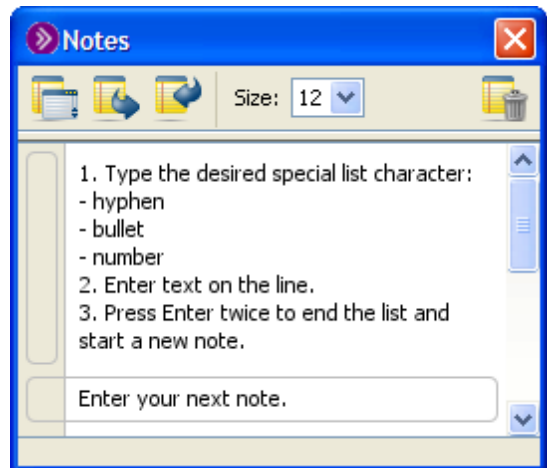 Notes
Size: 12
1. Type the desired special list character:
- hyphen
- bullet
- number
2. Enter text on the line.
3. Press Enter twice to end the list and
start a new note.
Enter your next note.